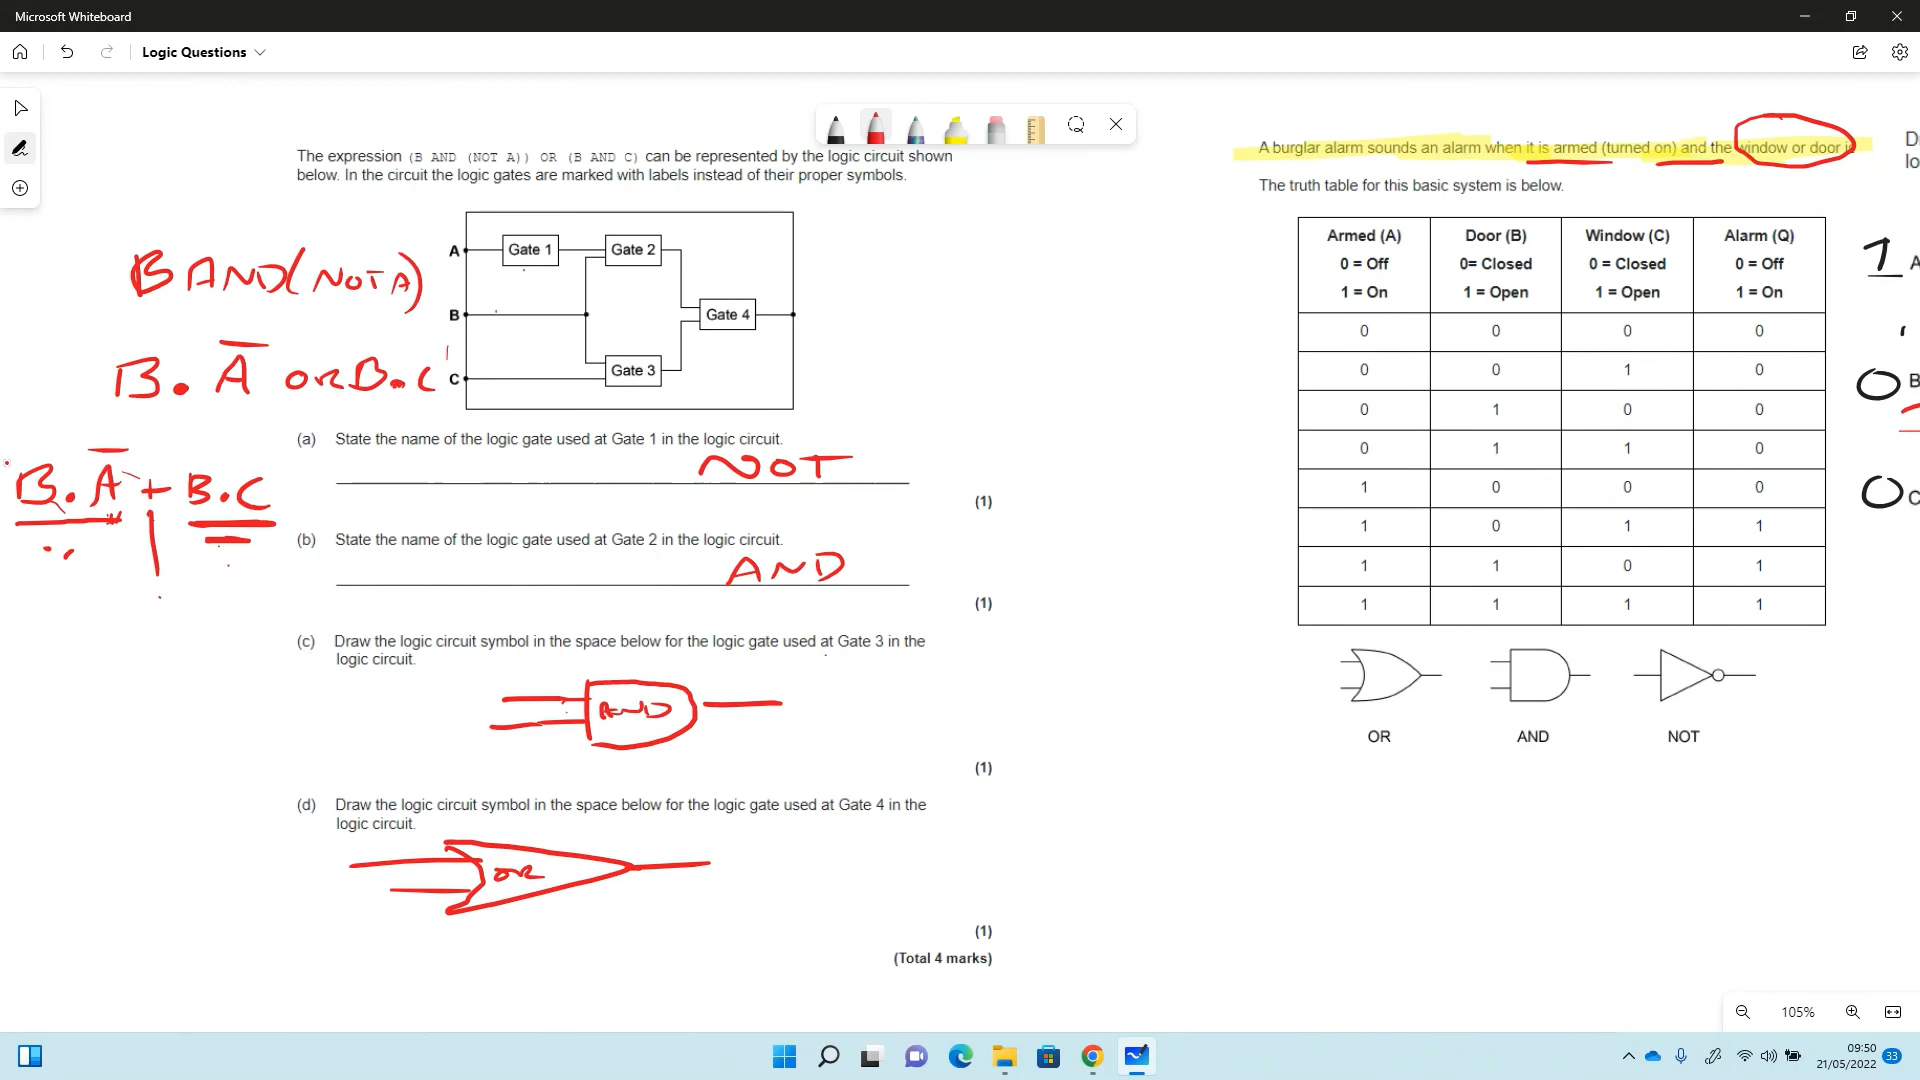 Microsoft Whiteboard
Logic Questions
The expression (B AND (NOT A)) OR (B AND C) can be represented by the logic circuit shown
below. In the circuit the logic gates are marked with labels instead of their proper symbols.
A
Gate 1
Gate 2
B
Gate 4
C
Gate 3
B AND (NOT A)
B . A OR B . C
B . A + B . C
(a) State the name of the logic gate used at Gate 1 in the logic circuit.
NOT
(1)
(b) State the name of the logic gate used at Gate 2 in the logic circuit.
AND
(1)
(c) Draw the logic circuit symbol in the space below for the logic gate used at Gate 3 in the
logic circuit.
AND
(1)
(d) Draw the logic circuit symbol in the space below for the logic gate used at Gate 4 in the
logic circuit.
OR
(1)
(Total 4 marks)
A burglar alarm sounds an alarm when it is armed (turned on) and the window or door
The truth table for this basic system is below.
Armed (A) Door (B) Window (C) Alarm (Q)
0 = Off 0= Closed 0 = Closed 0 = Off
1 = On 1 = Open 1 = Open 1 = On
0 0 0 0
0 0 1 0
0 1 0 0
0 1 1 0
1 0 0 0
1 0 1 1
1 1 0 1
1 1 1 1
OR AND NOT
1 A
0 B
0 C
105%
09:50
21/05/2022
33